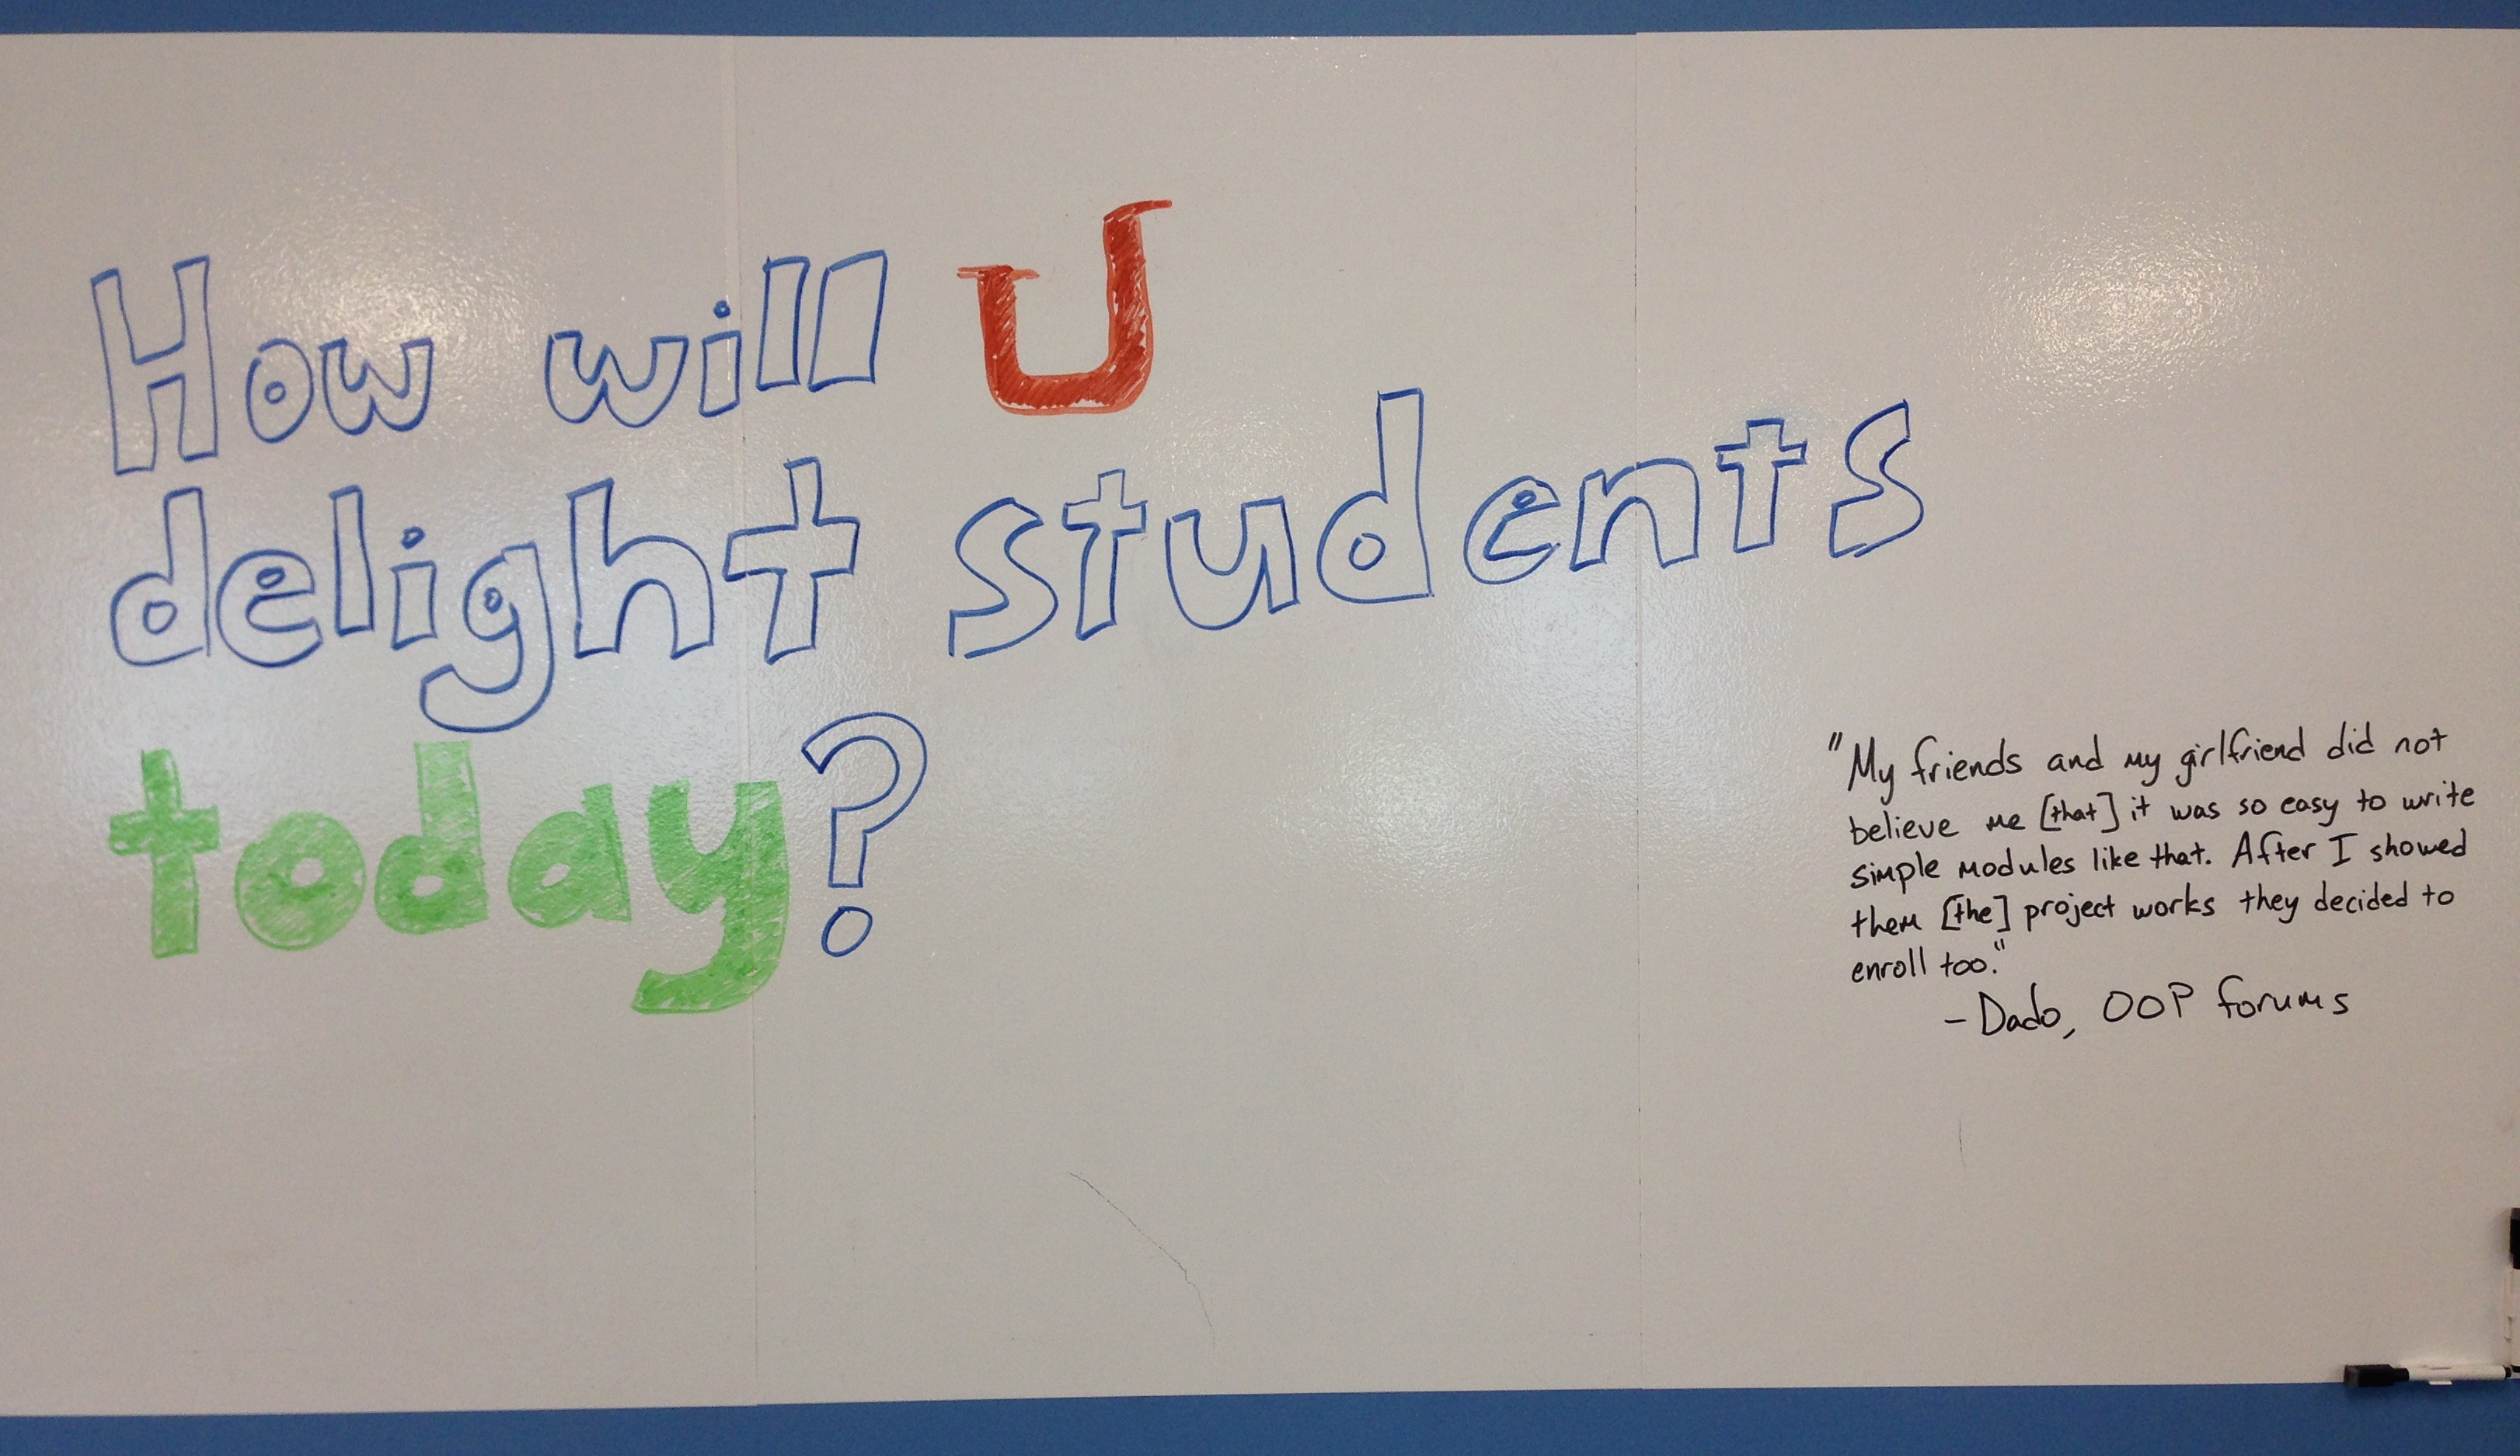 How will U
delight students
today?
"My friends and my girlfriend did not
believe me [that] it was so easy to write
simple modules like that. After I showed
them [the] project works they decided to
enroll too."
- Dado, OOP forums